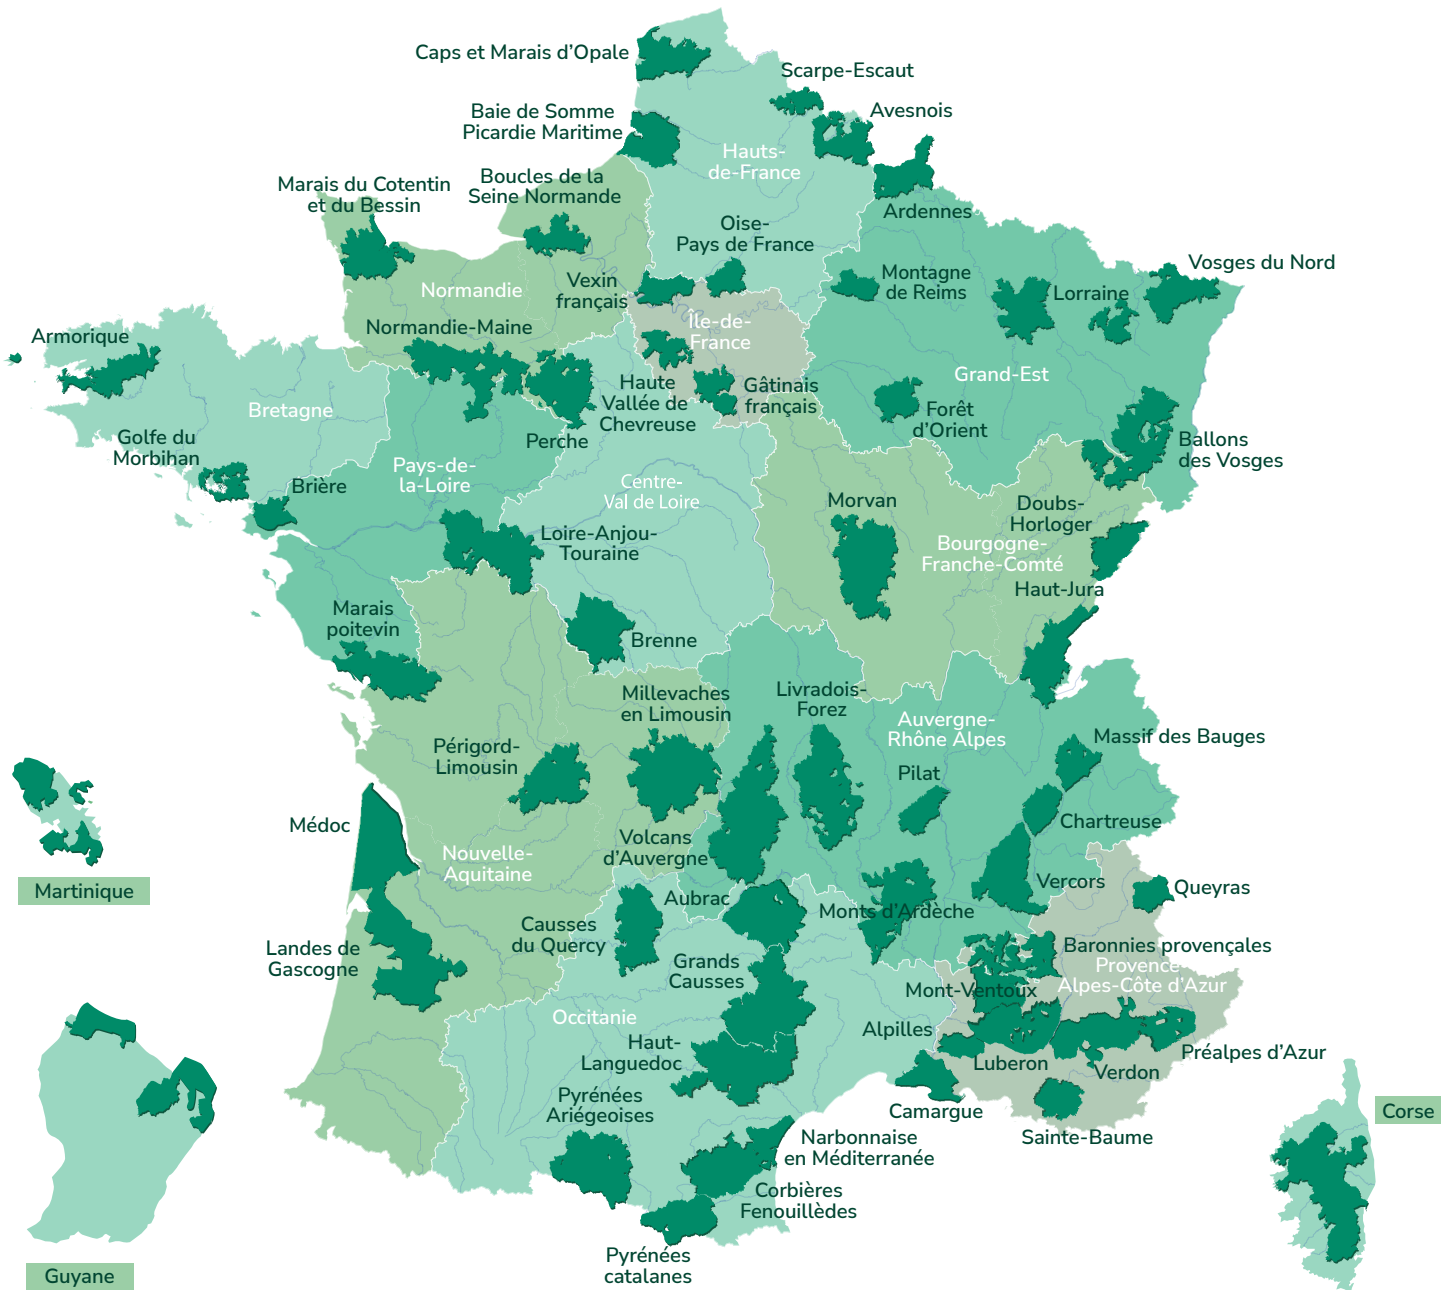 Caps et Marais d'Opale
Scarpe-Escaut
Baie de Somme
Picardie Maritime
Avesnois
Hauts-
de-France
Marais du Cotentin
et du Bessin
Boucles de la
Seine Normande
Ardennes
Oise-
Pays de France
Montagne
de Reims
Lorraine
Vosges du Nord
Vexin
français
Normandie
Île-de-
France
Armorique
Normandie-Maine
Grand-Est
Haute
Vallée de
Chevreuse
Gâtinais
français
Bretagne
Forêt
d'Orient
Golfe du
Morbihan
Perche
Ballons
des Vosges
Pays-de-
la-Loire
Brière
Centre-
Val de Loire
Morvan
Doubs-
Horloger
Loire-Anjou-
Touraine
Bourgogne-
Franche-Comté
Haut-Jura
Marais
poitevin
Brenne
Millevaches
en Limousin
Livradois-
Forez
Auvergne-
Rhône Alpes
Massif des Bauges
Périgord-
Limousin
Pilat
Médoc
Chartreuse
Volcans
d'Auvergne
Nouvelle-
Aquitaine
Martinique
Vercors
Queyras
Aubrac
Monts d'Ardèche
Causses
du Quercy
Landes de
Gascogne
Grands
Causses
Baronnies provençales
Provence
Alpes-Côte d'Azur
Mont-Ventoux
Occitanie
Alpilles
Haut-
Languedoc
Luberon
Verdon
Préalpes d'Azur
Pyrénées
Ariégeoises
Camargue
Sainte-Baume
Corse
Narbonnaise
en Méditerranée
Corbières
Fenouillèdes
Pyrénées
catalanes
Guyane